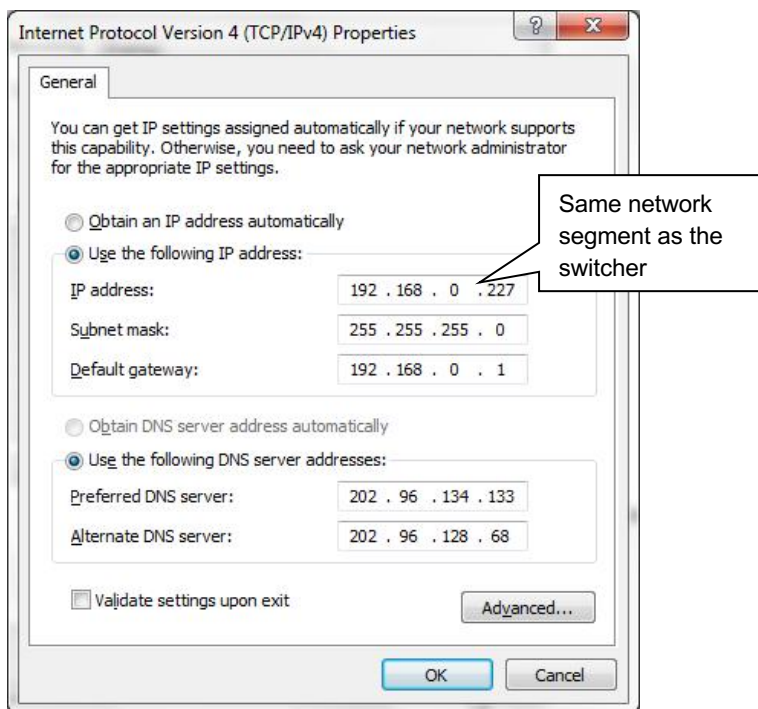 Internet Protocol Version 4 (TCP/IPv4) Properties
General
You can get IP settings assigned automatically if your network supports
this capability. Otherwise, you need to ask your network administrator
for the appropriate IP settings.
Same network
segment as the
switcher
Obtain an IP address automatically
Use the following IP address:
IP address: 192 . 168 . 0 . 227
Subnet mask: 255 . 255 . 255 . 0
Default gateway: 192 . 168 . 0 . 1
Obtain DNS server address automatically
Use the following DNS server addresses:
Preferred DNS server: 202 . 96 . 134 . 133
Alternate DNS server: 202 . 96 . 128 . 68
Validate settings upon exit
Advanced...
OK Cancel